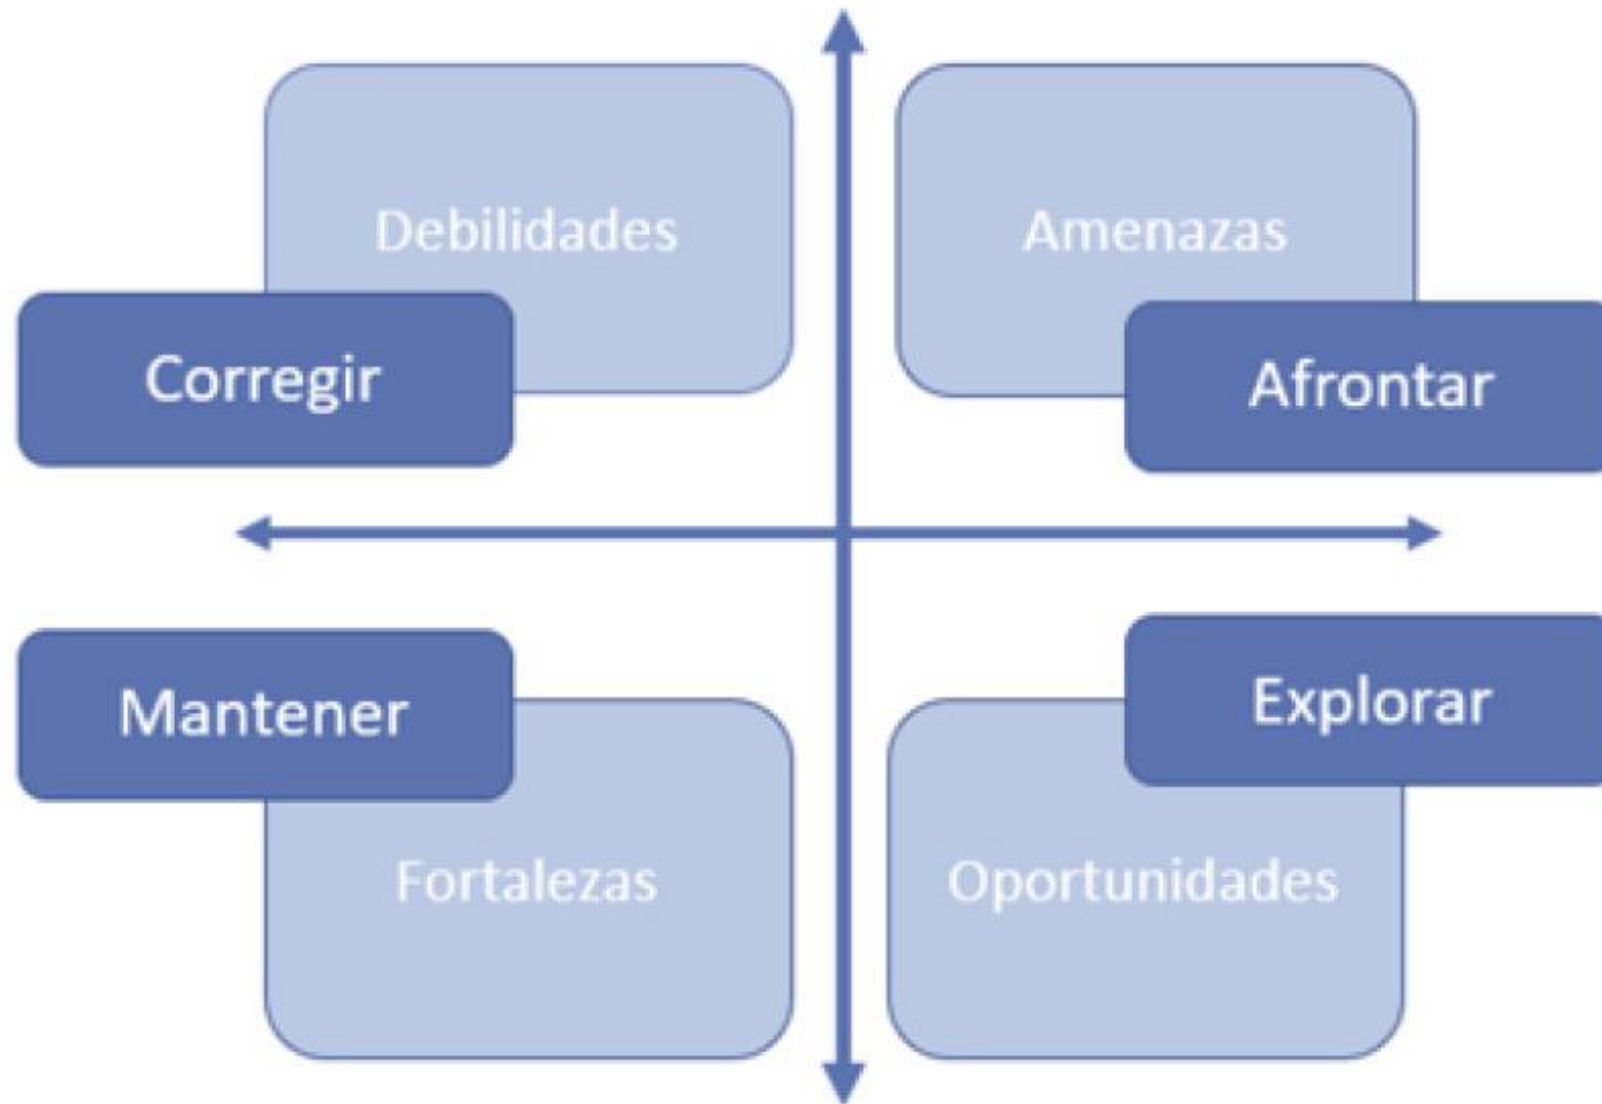 Debilidades
Amenazas
Corregir
Afrontar
Mantener
Explorar
Fortalezas
Oportunidades